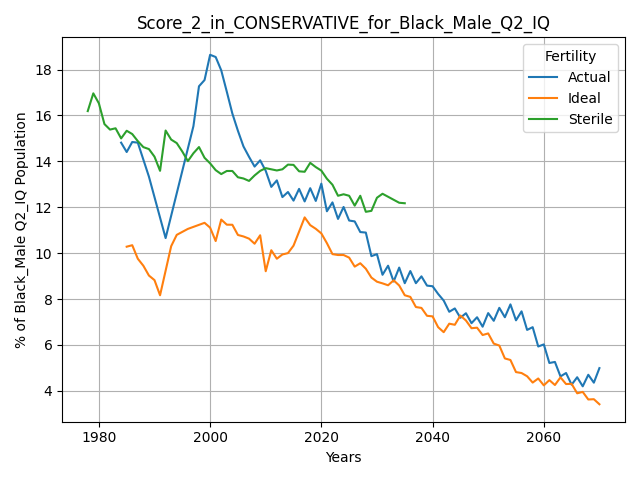 Score_2_in_CONSERVATIVE_for_Black_Male_Q2_IQ
% of Black_Male Q2_IQ Population
18
16
14
12
10
8
6
4
Fertility
Actual
Ideal
Sterile
1980
2000
2020
2040
2060
Years